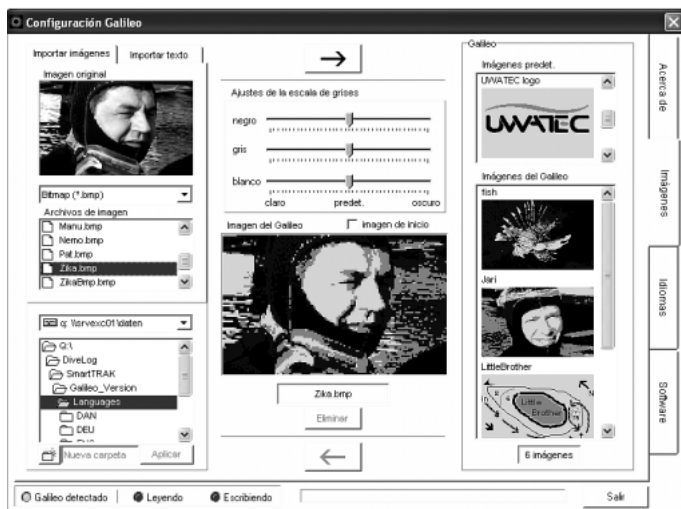 Configuración Galileo
Importar imágenes
Importar texto
Imagen original
Bitmap (*.bmp)
Archivos de imagen
Manu.bmp
Nemo.bmp
Pat.bmp
Zika.bmp
ZikaBmp.bmp
q: \\srvexc01\daten
Q:\
DiveLog
SmartTRAK
Galileo_Version
Languages
DAN
DEU
Nueva carpeta
Aplicar
Ajustes de la escala de grises
negro
gris
blanco
claro
predet.
oscuro
Imagen del Galileo
imagen de inicio
Zika.bmp
Eliminar
Galileo
Imágenes predet.
UWATEC logo
UWATEC
Imágenes del Galileo
fish
Jari
LittleBrother
Little
Brother
N
6 imágenes
Acerca de
Imágenes
Idiomas
Software
Galileo detectado
Leyendo
Escribiendo
Salir